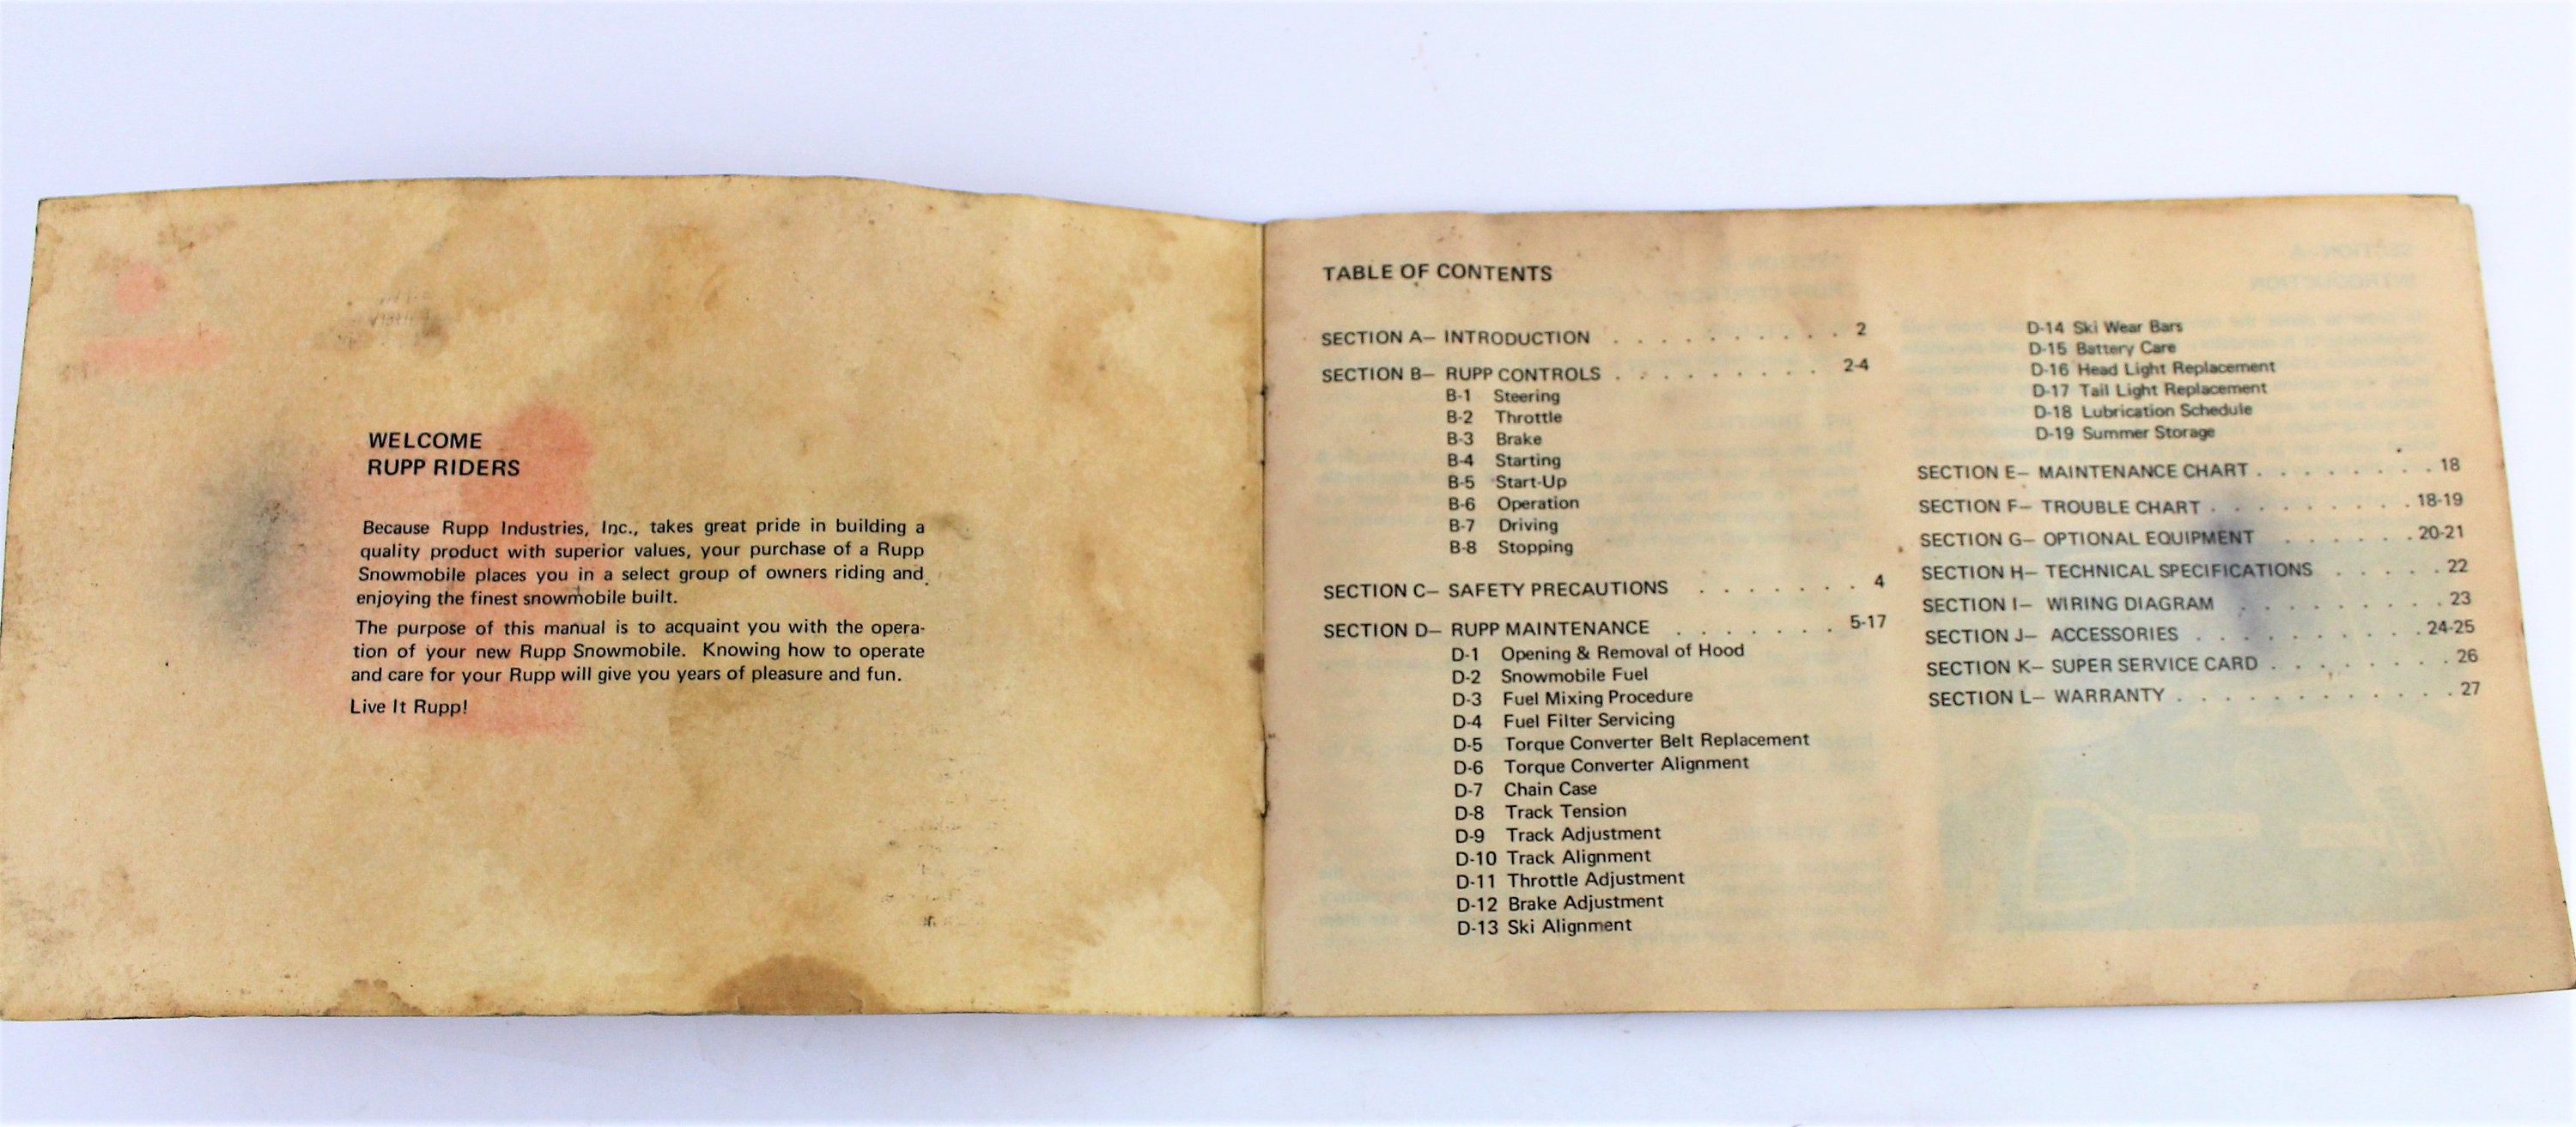 WELCOME
RUPP RIDERS
Because Rupp Industries, Inc., takes great pride in building a
quality product with superior values, your purchase of a Rupp
Snowmobile places you in a select group of owners riding and
enjoying the finest snowmobile built.
The purpose of this manual is to acquaint you with the opera-
tion of your new Rupp Snowmobile. Knowing how to operate
and care for your Rupp will give you years of pleasure and fun.
Live It Rupp!
TABLE OF CONTENTS
SECTION A— INTRODUCTION . . . . . . . . . . 2
SECTION B— RUPP CONTROLS . . . . . . . . . 2-4
B-1 Steering
B-2 Throttle
B-3 Brake
B-4 Starting
B-5 Start-Up
B-6 Operation
B-7 Driving
B-8 Stopping
SECTION C— SAFETY PRECAUTIONS . . . . . . . 4
SECTION D— RUPP MAINTENANCE . . . . . . . 5-17
D-1 Opening & Removal of Hood
D-2 Snowmobile Fuel
D-3 Fuel Mixing Procedure
D-4 Fuel Filter Servicing
D-5 Torque Converter Belt Replacement
D-6 Torque Converter Alignment
D-7 Chain Case
D-8 Track Tension
D-9 Track Adjustment
D-10 Track Alignment
D-11 Throttle Adjustment
D-12 Brake Adjustment
D-13 Ski Alignment
D-14 Ski Wear Bars
D-15 Battery Care
D-16 Head Light Replacement
D-17 Tail Light Replacement
D-18 Lubrication Schedule
D-19 Summer Storage
SECTION E— MAINTENANCE CHART . . . . . . . . 18
SECTION F— TROUBLE CHART . . . . . . . . . 18-19
SECTION G— OPTIONAL EQUIPMENT . . . . . . 20-21
SECTION H— TECHNICAL SPECIFICATIONS . . . . . 22
SECTION I— WIRING DIAGRAM . . . . . . . . . 23
SECTION J— ACCESSORIES . . . . . . . . . . 24-25
SECTION K— SUPER SERVICE CARD . . . . . . . . 26
SECTION L— WARRANTY . . . . . . . . . . . . 27